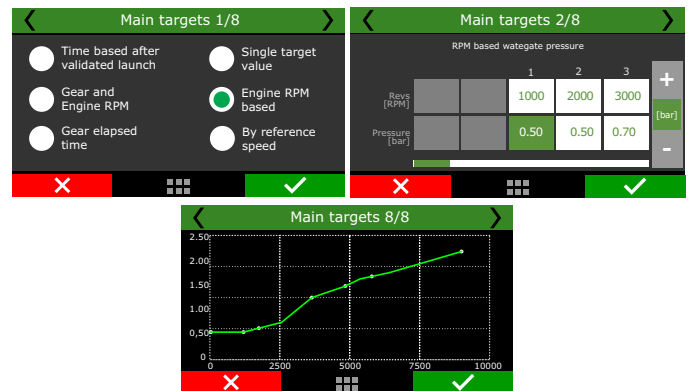 Main targets 1/8
Time based after
validated launch
Single target
value
Gear and
Engine RPM
Engine RPM
based
Gear elapsed
time
By reference
speed
Main targets 2/8
RPM based wategate pressure
1 2 3
Revs
[RPM]
1000 2000 3000
Pressure
[bar]
0.50 0.50 0.70
+
[bar]
-
Main targets 8/8
2.50
2.00
1.50
1.00
0,50
0
0 2500 5000 7500 10000